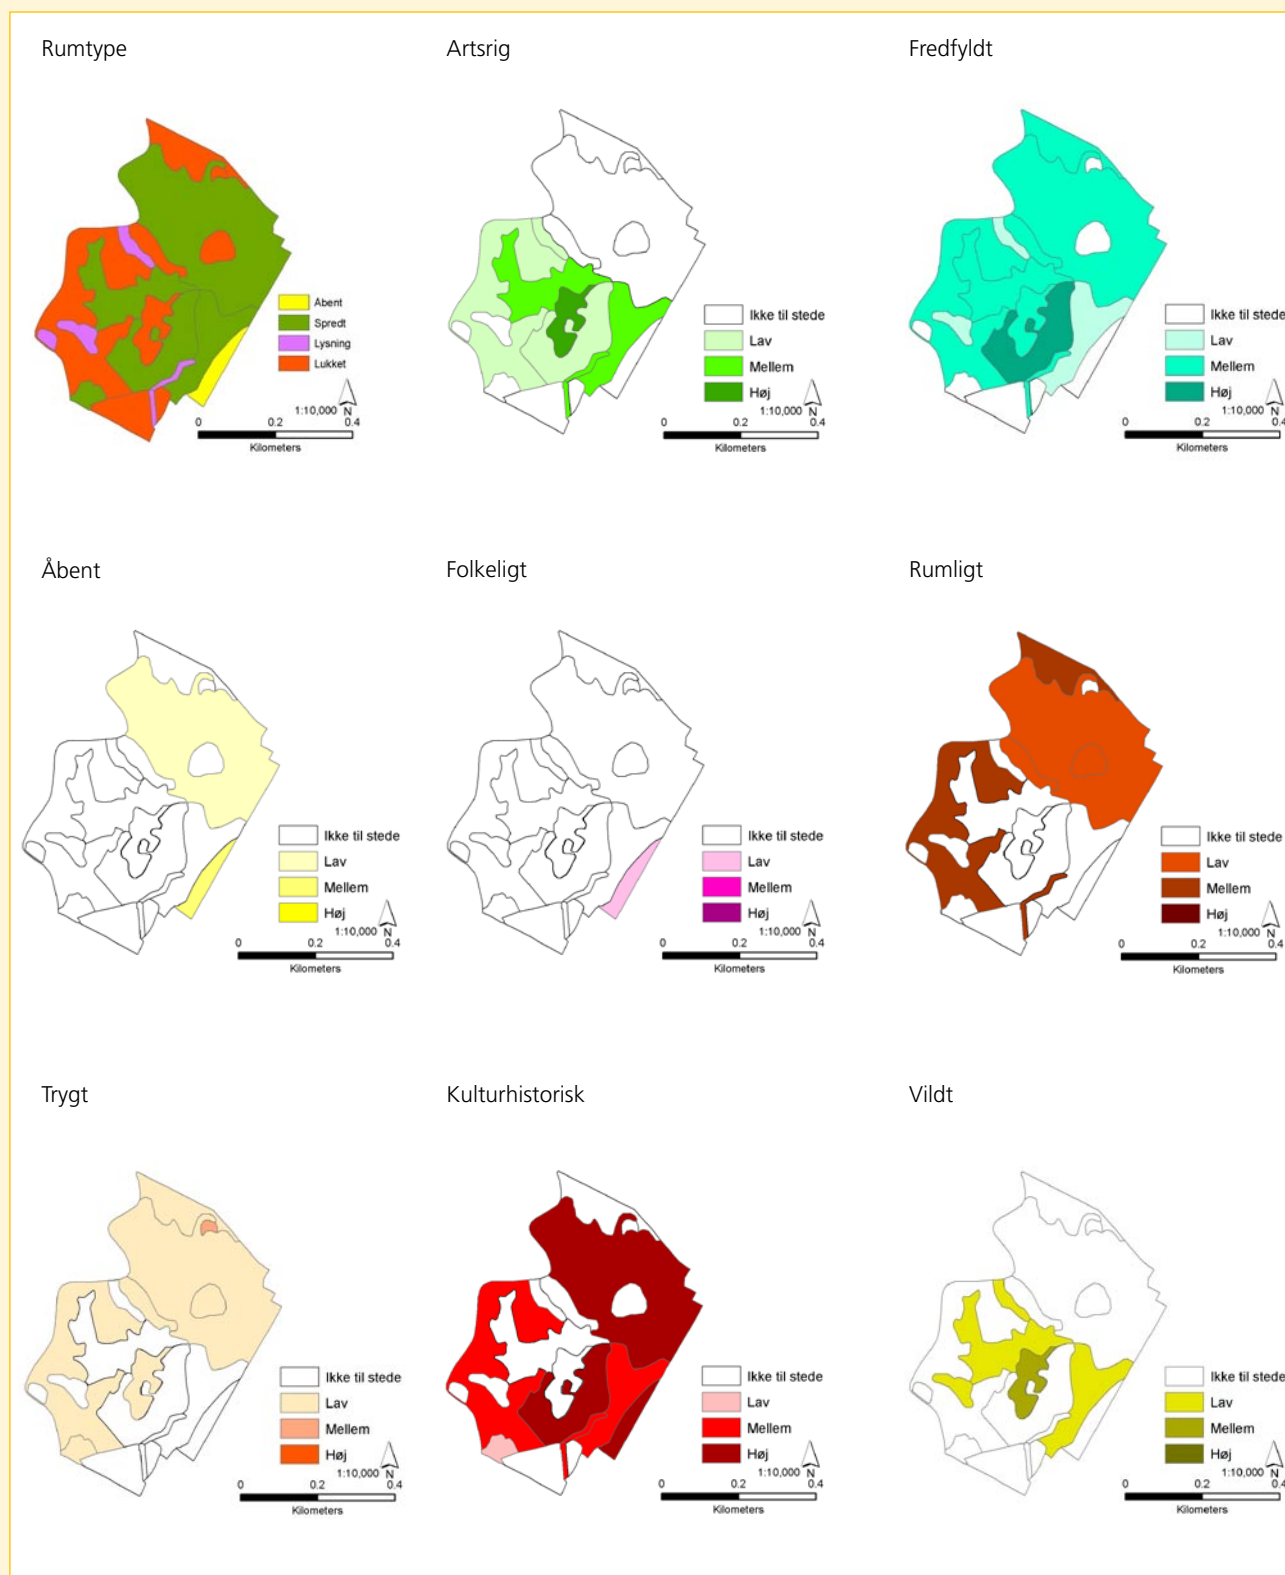 Rumtype
Artsrig
Fredfyldt
Åbent
Spredt
Lysning
Lukket
1:10,000
N
0
0.2
0.4
Kilometers
Ikke til stede
Lav
Mellem
Høj
1:10,000
N
0
0.2
0.4
Kilometers
Ikke til stede
Lav
Mellem
Høj
1:10,000
N
0
0.2
0.4
Kilometers
Åbent
Folkeligt
Rumligt
Ikke til stede
Lav
Mellem
Høj
1:10,000
N
0
0.2
0.4
Kilometers
Ikke til stede
Lav
Mellem
Høj
1:10,000
N
0
0.2
0.4
Kilometers
Ikke til stede
Lav
Mellem
Høj
1:10,000
N
0
0.2
0.4
Kilometers
Trygt
Kulturhistorisk
Vildt
Ikke til stede
Lav
Mellem
Høj
1:10,000
N
0
0.2
0.4
Kilometers
Ikke til stede
Lav
Mellem
Høj
1:10,000
N
0
0.2
0.4
Kilometers
Ikke til stede
Lav
Mellem
Høj
1:10,000
N
0
0.2
0.4
Kilometers